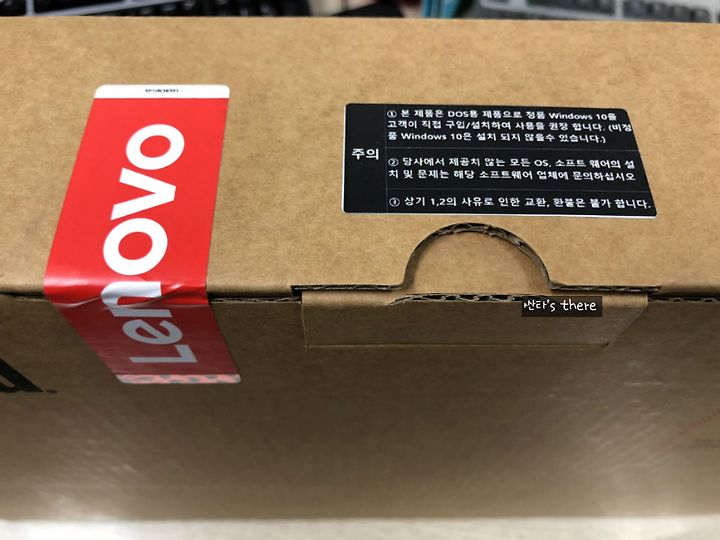 Lenovo
주의
① 본 제품은 DOS용 제품으로 정품 Windows 10을
고객이 직접 구입/설치하여 사용을 권장 합니다. (비정
품 Windows 10은 설치 되지 않을수 있습니다.)
② 당사에서 제공치 않는 모든 OS, 소프트 웨어의 설
치 및 문제는 해당 소프트웨어 업체에 문의하십시오
③ 상기 1,2의 사유로 인한 교환, 환불은 불가 합니다.
산타's there